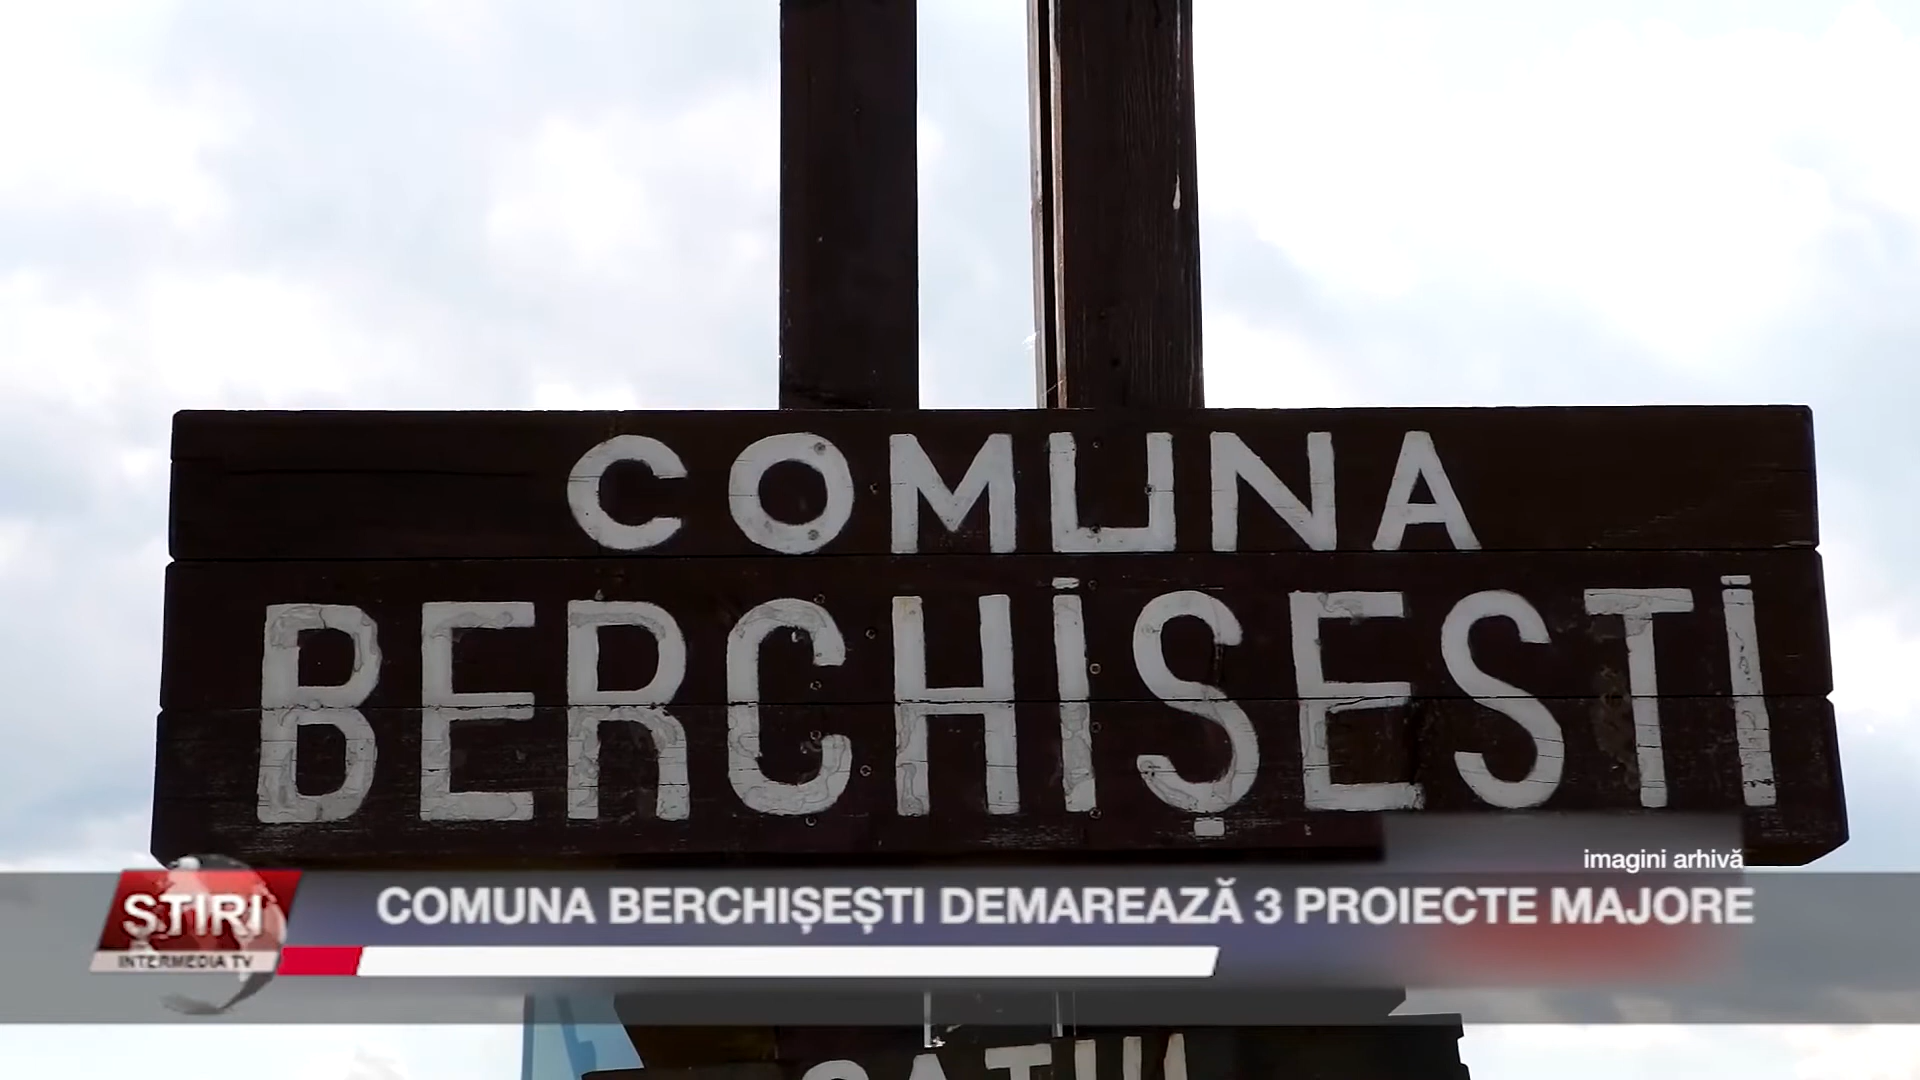 COMUNA
BERCHIȘESTI
imagini arhivă
COMUNA BERCHIȘEȘTI DEMAREAZĂ 3 PROIECTE MAJORE
ȘTIRI
INTERMEDIA TV